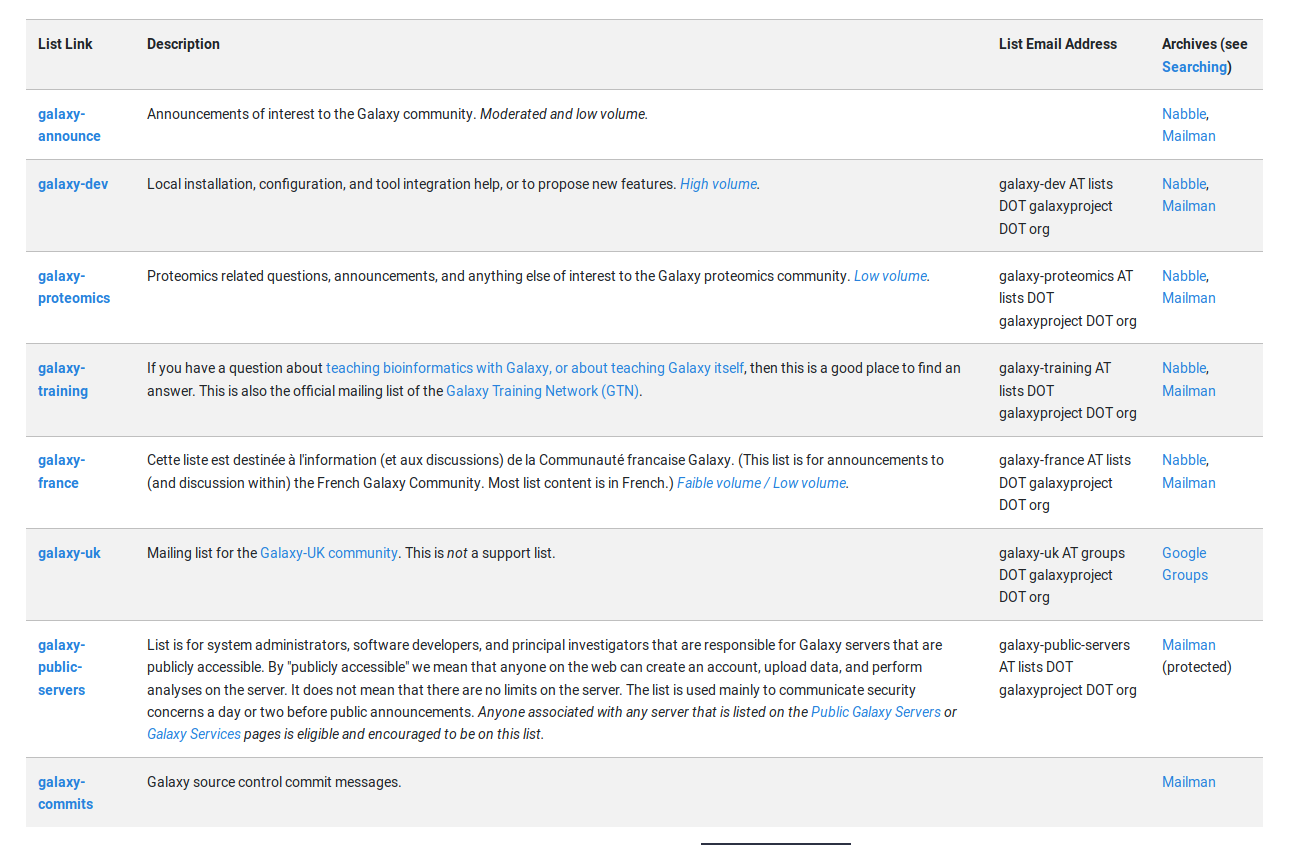 List Link
Description
List Email Address
Archives (see
Searching)
galaxy-
announce
Announcements of interest to the Galaxy community. Moderated and low volume.
Nabble,
Mailman
galaxy-dev
Local installation, configuration, and tool integration help, or to propose new features. High volume.
galaxy-dev AT lists
DOT galaxyproject
DOT org
Nabble,
Mailman
galaxy-
proteomics
Proteomics related questions, announcements, and anything else of interest to the Galaxy proteomics community. Low volume.
galaxy-proteomics AT
lists DOT
galaxyproject DOT org
Nabble,
Mailman
galaxy-
training
If you have a question about teaching bioinformatics with Galaxy, or about teaching Galaxy itself, then this is a good place to find an
answer. This is also the official mailing list of the Galaxy Training Network (GTN).
galaxy-training AT
lists DOT
galaxyproject DOT org
Nabble,
Mailman
galaxy-
france
Cette liste est destinée à l'information (et aux discussions) de la Communauté francaise Galaxy. (This list is for announcements to
(and discussion within) the French Galaxy Community. Most list content is in French.) Faible volume / Low volume.
galaxy-france AT lists
DOT galaxyproject
DOT org
Nabble,
Mailman
galaxy-uk
Mailing list for the Galaxy-UK community. This is not a support list.
galaxy-uk AT groups
DOT galaxyproject
DOT org
Google
Groups
galaxy-
public-
servers
List is for system administrators, software developers, and principal investigators that are responsible for Galaxy servers that are
publicly accessible. By "publicly accessible" we mean that anyone on the web can create an account, upload data, and perform
analyses on the server. It does not mean that there are no limits on the server. The list is used mainly to communicate security
concerns a day or two before public announcements. Anyone associated with any server that is listed on the Public Galaxy Servers or
Galaxy Services pages is eligible and encouraged to be on this list.
galaxy-public-servers
AT lists DOT
galaxyproject DOT org
Mailman
(protected)
galaxy-
commits
Galaxy source control commit messages.
Mailman